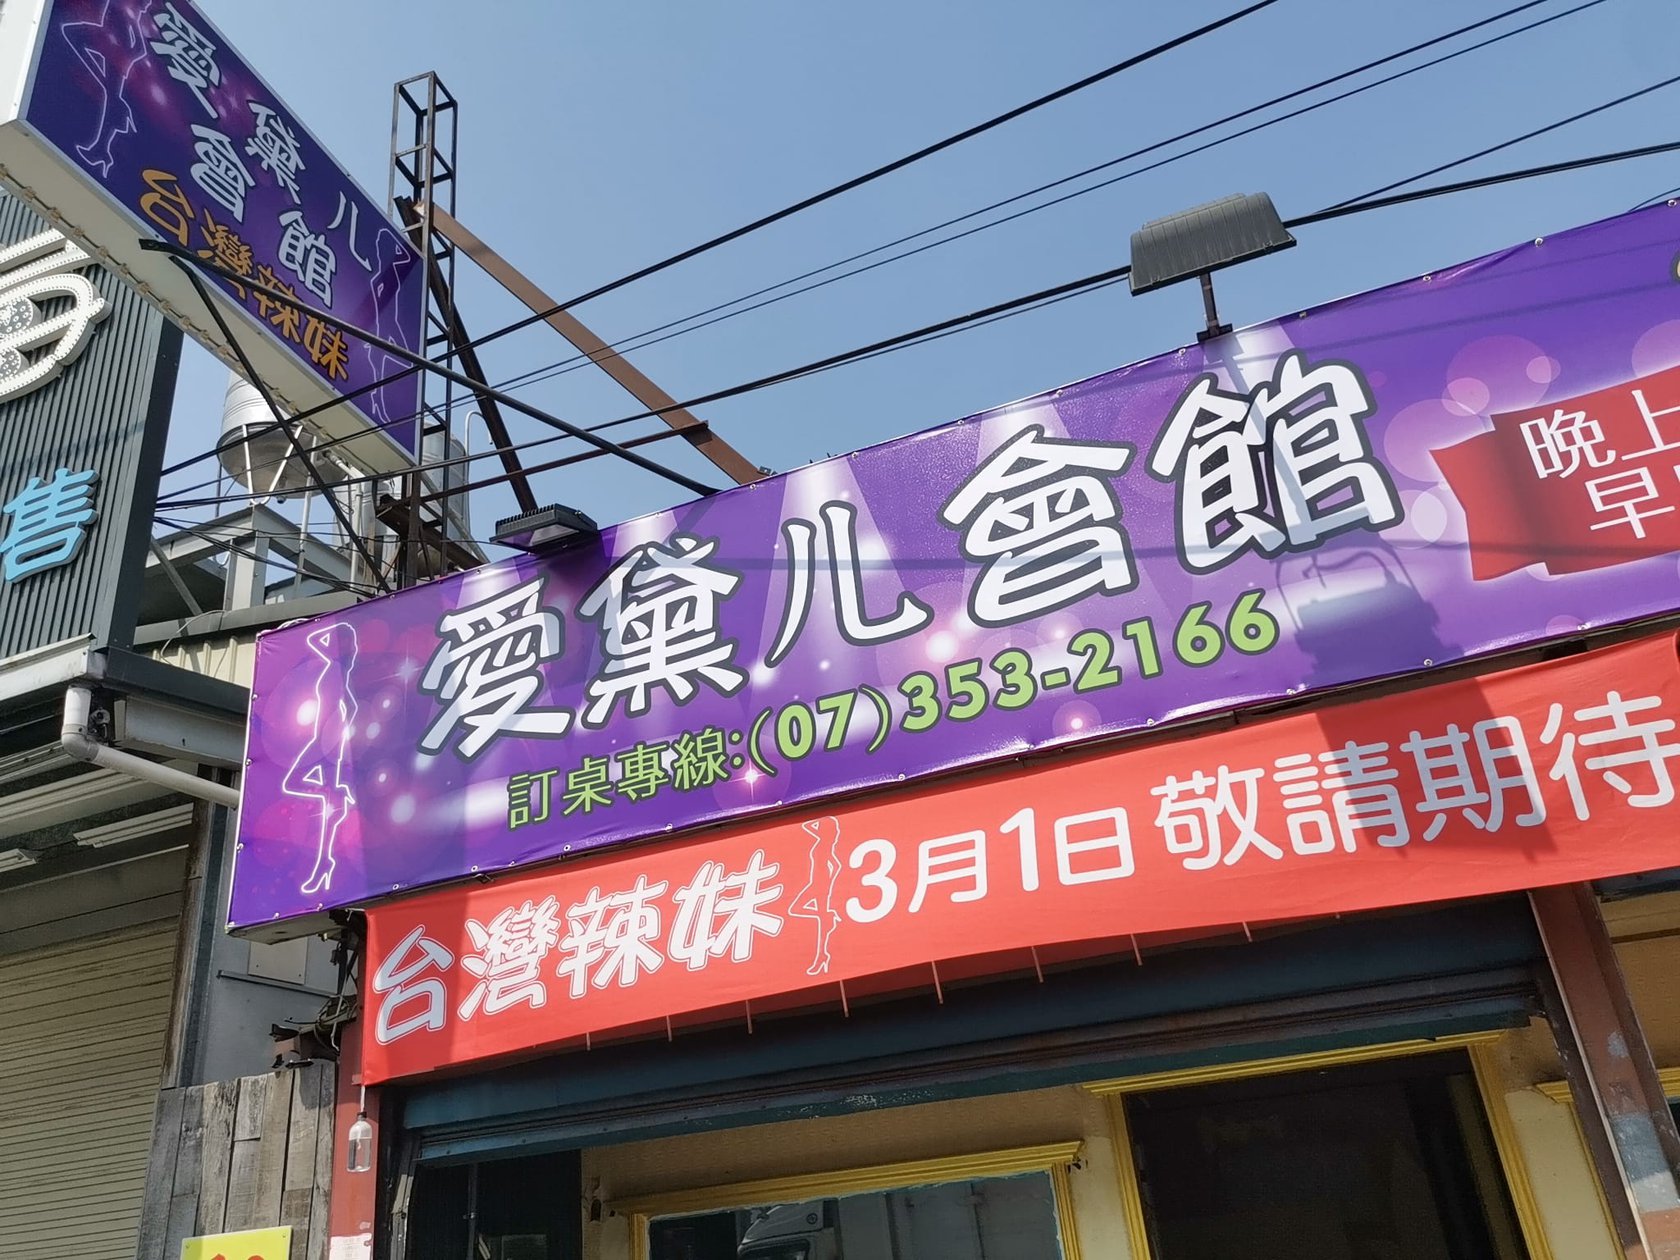 愛黛儿
會館
台灣辣妹
售
愛黛儿會館
訂桌專線:(07)353-2166
晚上
早
台灣辣妹 3月1日敬請期待